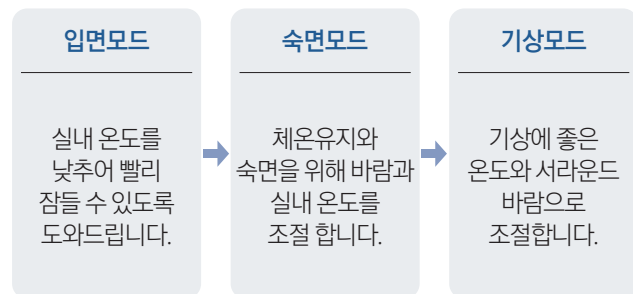 입면모드
실내 온도를
낮추어 빨리
잠들 수 있도록
도와드립니다.
숙면모드
체온유지와
숙면을 위해 바람과
실내 온도를
조절 합니다.
기상모드
기상에 좋은
온도와 서라운드
바람으로
조절합니다.